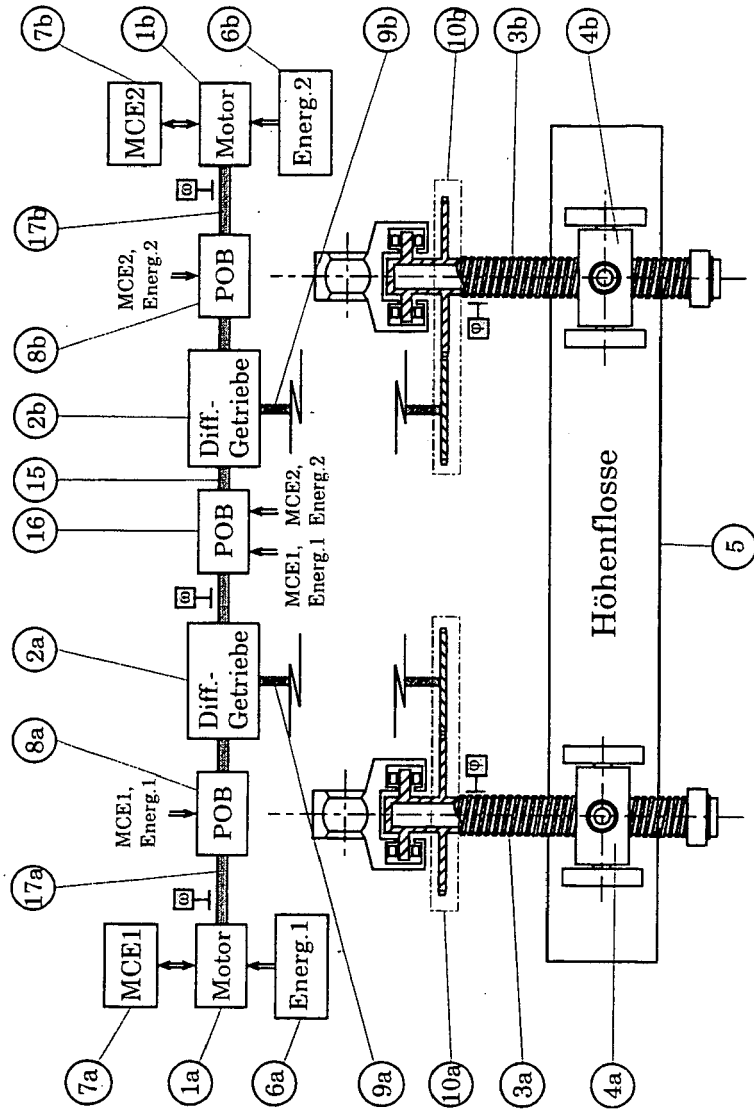 17a
8a
2a
16
15
2b
8b
17b
7a
MCE1
MCE1,
Energ.1
MCE2,
Energ.2
MCE2
7b
ω
ω
ω
1a
Motor
POB
Diff.-
Getriebe
POB
Diff.-
Getriebe
POB
Motor
1b
6a
Energ.1
MCE1,
Energ.1
MCE2,
Energ.2
Energ.2
6b
9a
9b
10a
10b
φ
φ
3a
3b
4a
Höhenflosse
4b
5